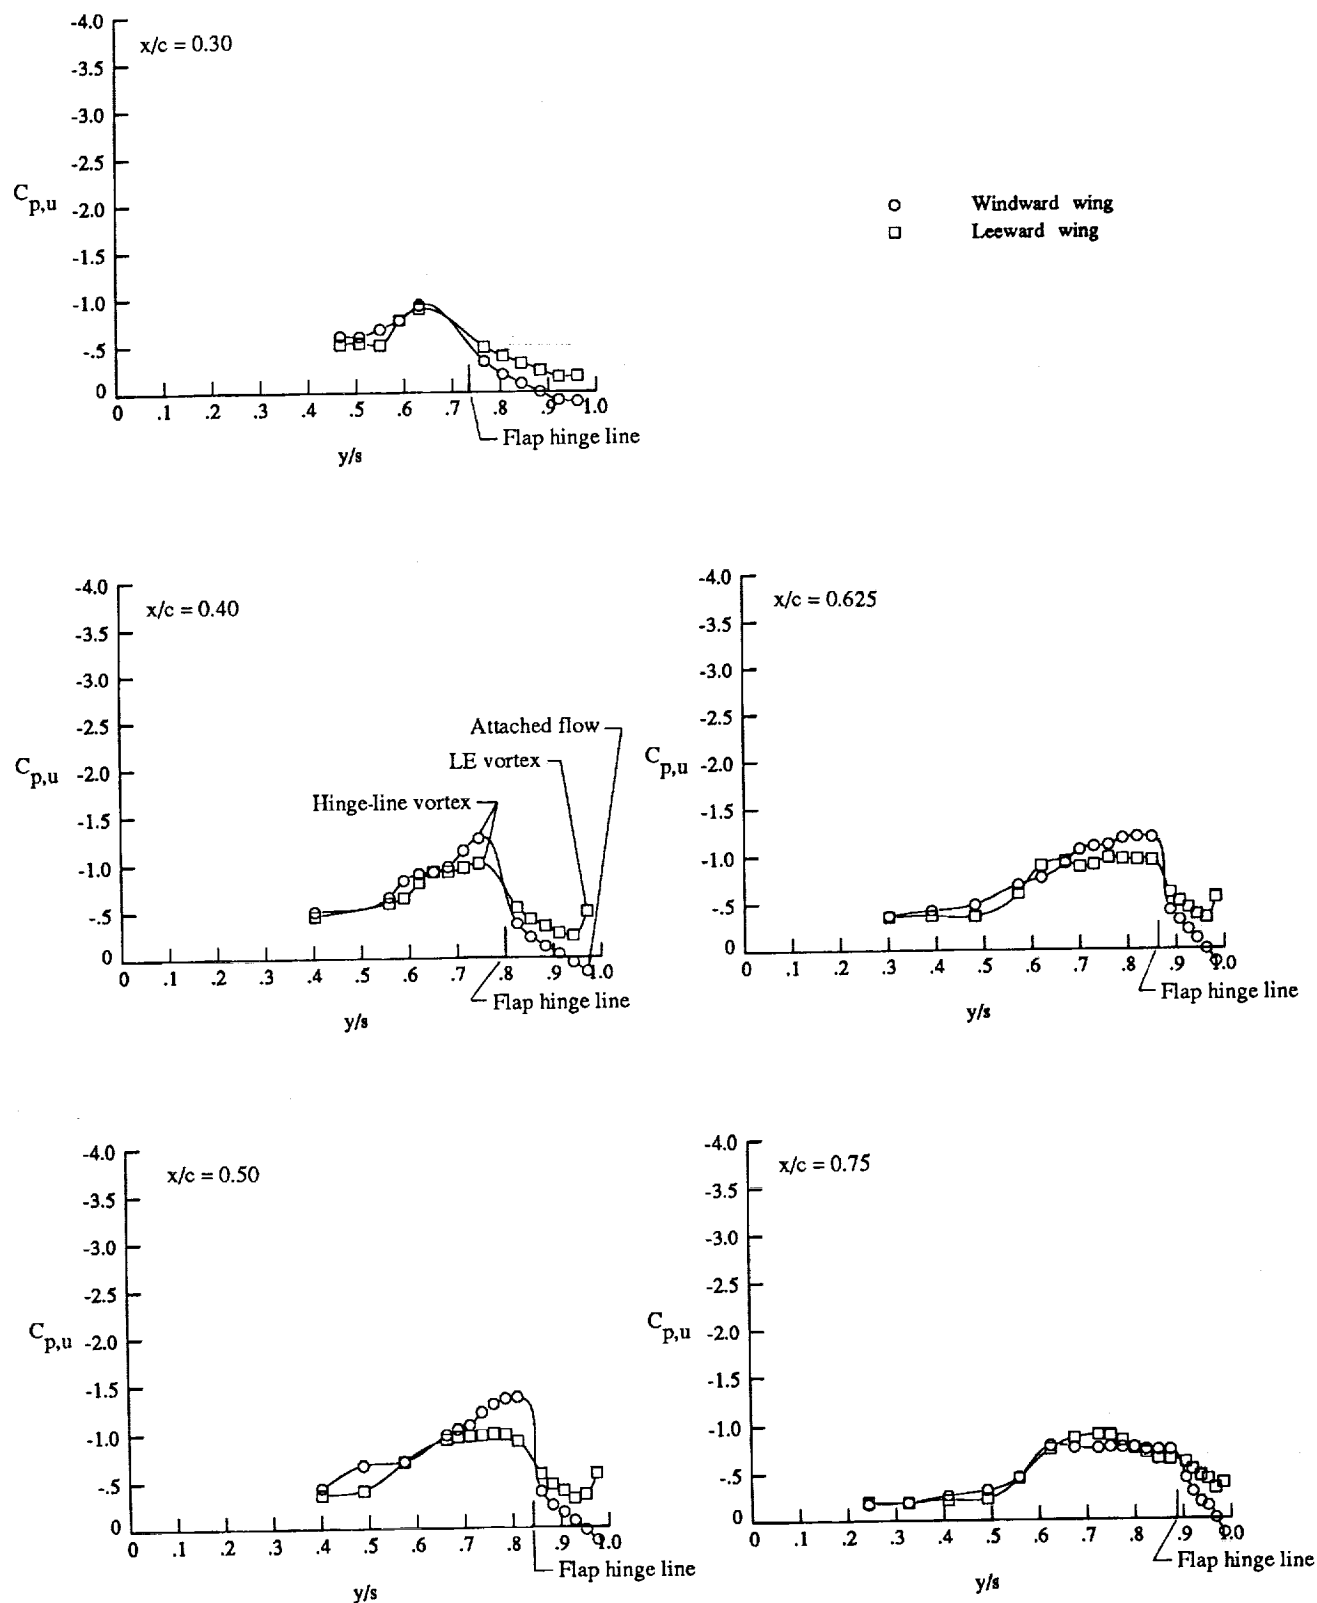 x/c = 0.30
-4.0
-3.5
-3.0
-2.5
-2.0
-1.5
-1.0
-.5
0
C p,u
0 .1 .2 .3 .4 .5 .6 .7 .8 .9 1.0
Flap hinge line
y/s
Windward wing
Leeward wing
x/c = 0.40
-4.0
-3.5
-3.0
-2.5
-2.0
-1.5
-1.0
-.5
0
C p,u
Attached flow
LE vortex
Hinge-line vortex
0 .1 .2 .3 .4 .5 .6 .7 .8 .9 1.0
Flap hinge line
y/s
x/c = 0.625
-4.0
-3.5
-3.0
-2.5
-2.0
-1.5
-1.0
-.5
0
C p,u
0 .1 .2 .3 .4 .5 .6 .7 .8 .9 1.0
Flap hinge line
y/s
x/c = 0.50
-4.0
-3.5
-3.0
-2.5
-2.0
-1.5
-1.0
-.5
0
C p,u
0 .1 .2 .3 .4 .5 .6 .7 .8 .9 1.0
Flap hinge line
y/s
x/c = 0.75
-4.0
-3.5
-3.0
-2.5
-2.0
-1.5
-1.0
-.5
0
C p,u
0 .1 .2 .3 .4 .5 .6 .7 .8 .9 1.0
Flap hinge line
y/s